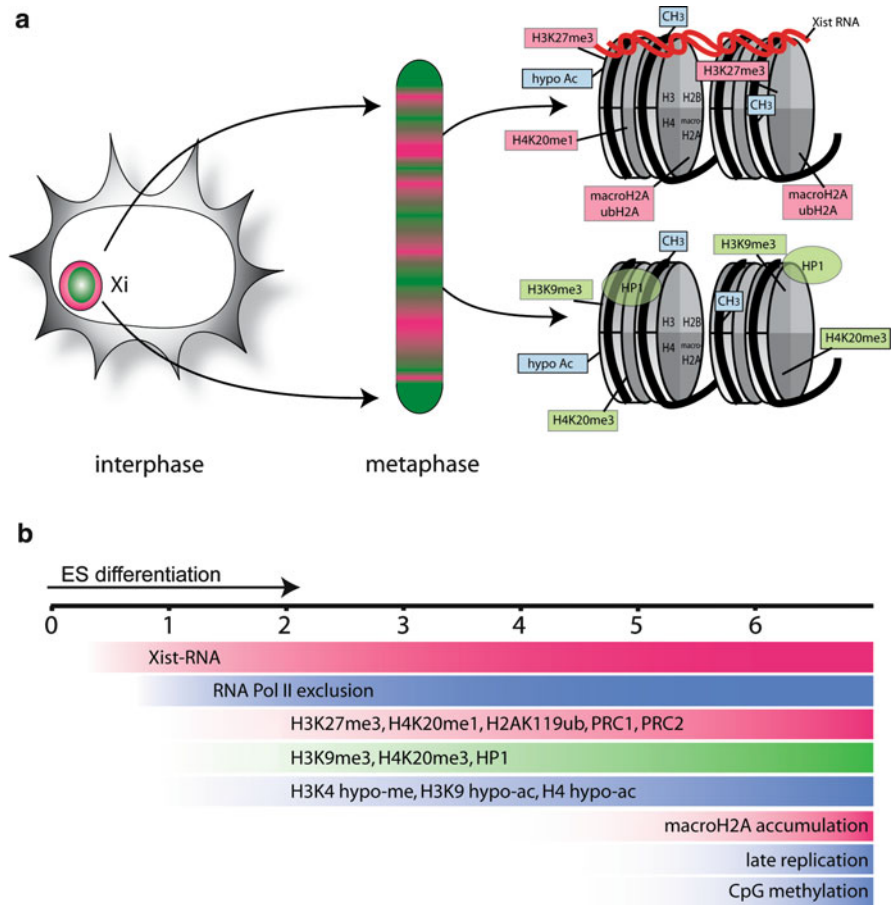 a
CH3
Xist RNA
H3K27me3
H3K27me3
hypo Ac
CH3
H3 H2B
H4 macro-
H2A
H4K20me1
macroH2A
ubH2A
macroH2A
ubH2A
Xi
CH3
H3K9me3
HP1
H3K9me3
HP1
CH3
H3 H2B
H4 macro-
H2A
hypo Ac
H4K20me3
H4K20me3
interphase
metaphase
b
ES differentiation
0 1 2 3 4 5 6
Xist-RNA
RNA Pol II exclusion
H3K27me3, H4K20me1, H2AK119ub, PRC1, PRC2
H3K9me3, H4K20me3, HP1
H3K4 hypo-me, H3K9 hypo-ac, H4 hypo-ac
macroH2A accumulation
late replication
CpG methylation